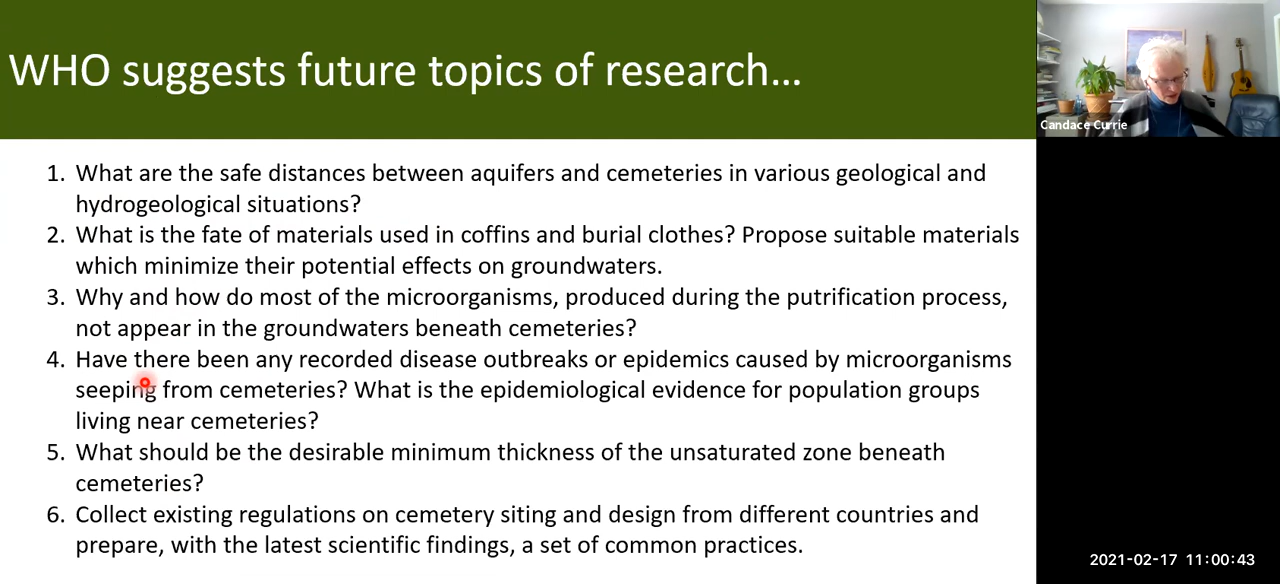 WHO suggests future topics of research...
Candace Currie
1. What are the safe distances between aquifers and cemeteries in various geological and
hydrogeological situations?
2. What is the fate of materials used in coffins and burial clothes? Propose suitable materials
which minimize their potential effects on groundwaters.
3. Why and how do most of the microorganisms, produced during the putrification process,
not appear in the groundwaters beneath cemeteries?
4. Have there been any recorded disease outbreaks or epidemics caused by microorganisms
seeping from cemeteries? What is the epidemiological evidence for population groups
living near cemeteries?
5. What should be the desirable minimum thickness of the unsaturated zone beneath
cemeteries?
6. Collect existing regulations on cemetery siting and design from different countries and
prepare, with the latest scientific findings, a set of common practices.
2021-02-17 11:00:43